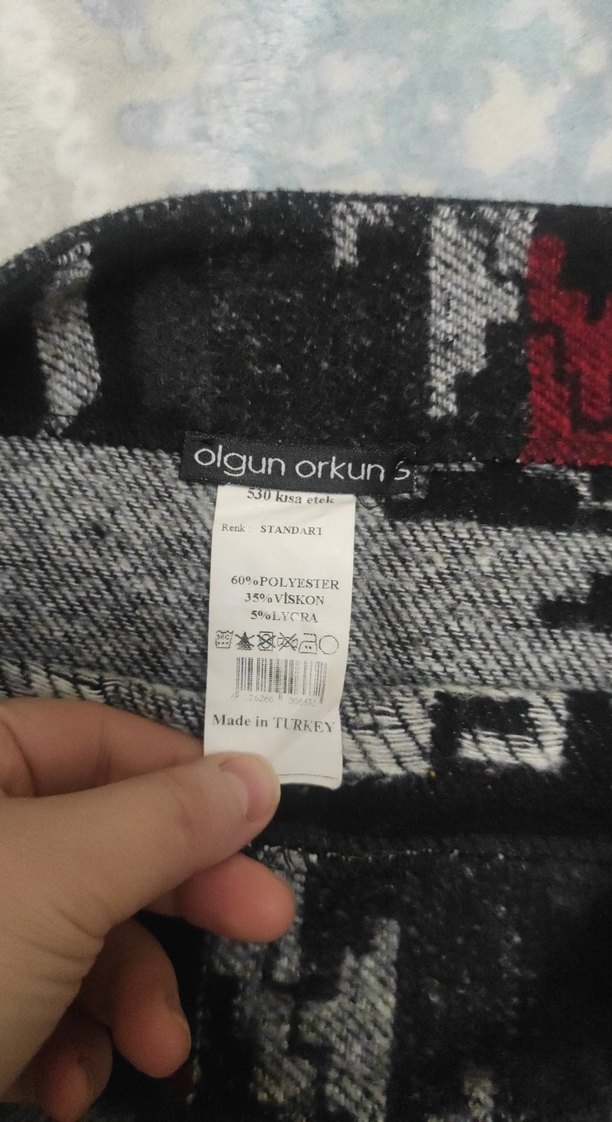 olgun orkun S
530 kısa etek
Renk : STANDART
60%POLYESTER
35%VİSKON
5%LYCRA
Made in TURKEY